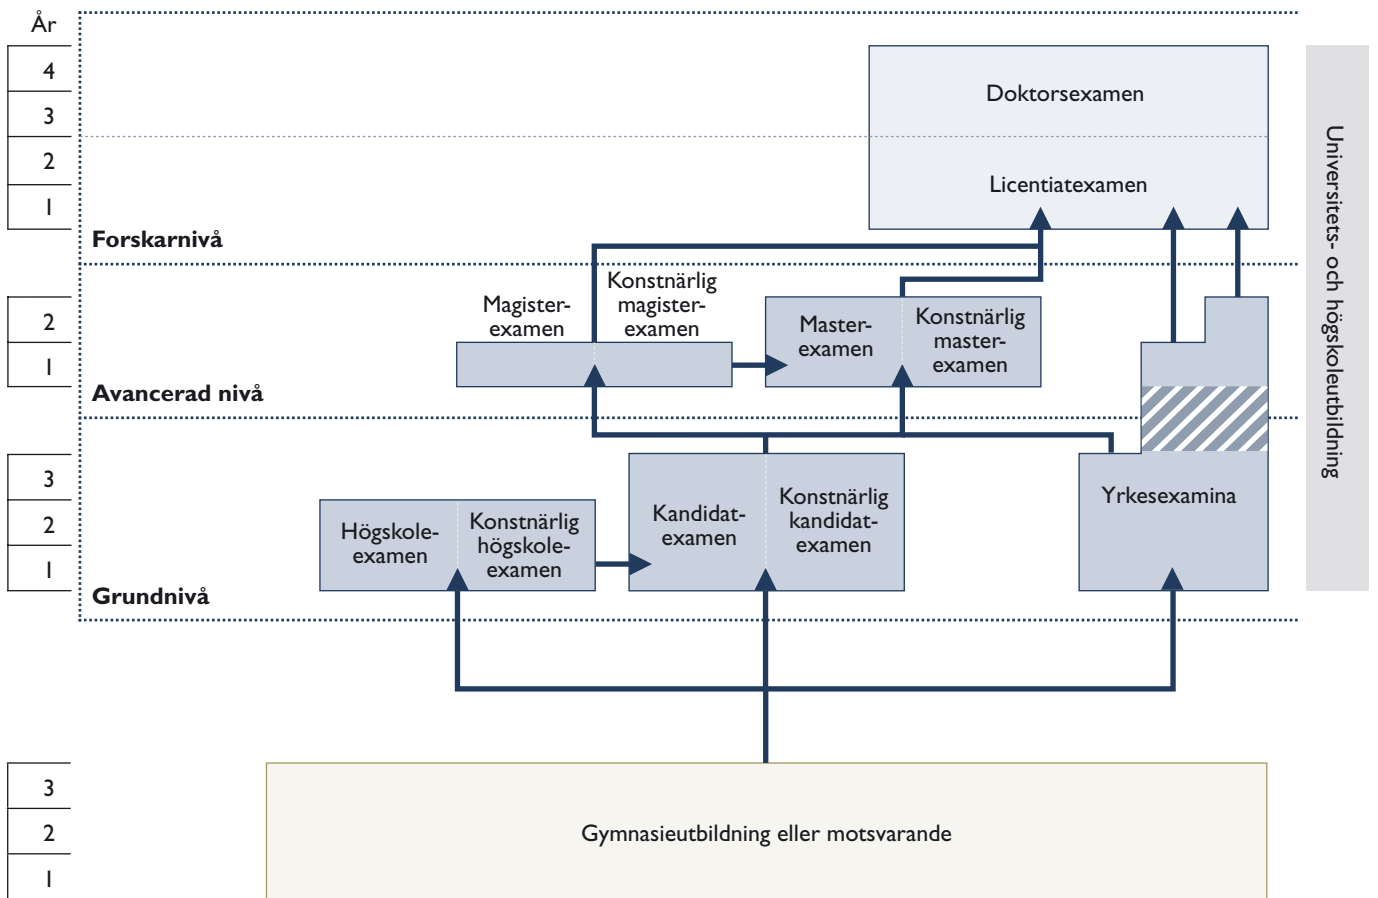 År
4
3
2
1
Doktorsexamen
Licentiatexamen
Forskarnivå
2
1
Magister-
examen
Konstnärlig
magister-
examen
Master-
examen
Konstnärlig
master-
examen
Avancerad nivå
3
2
1
Högskole-
examen
Konstnärlig
högskole-
examen
Kandidat-
examen
Konstnärlig
kandidat-
examen
Yrkesexamina
Grundnivå
Universitets- och högskoleutbildning
3
2
1
Gymnasieutbildning eller motsvarande